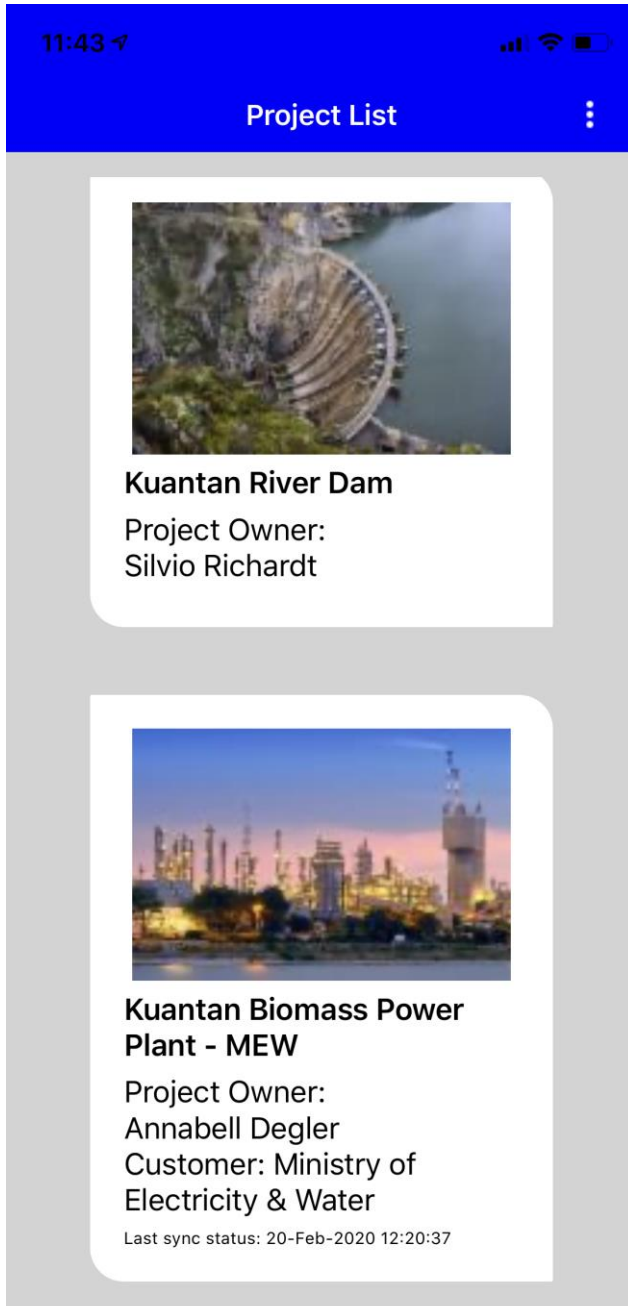 11:43
Project List
Kuantan River Dam
Project Owner:
Silvio Richardt
Kuantan Biomass Power
Plant - MEW
Project Owner:
Annabell Degler
Customer: Ministry of
Electricity & Water
Last sync status: 20-Feb-2020 12:20:37